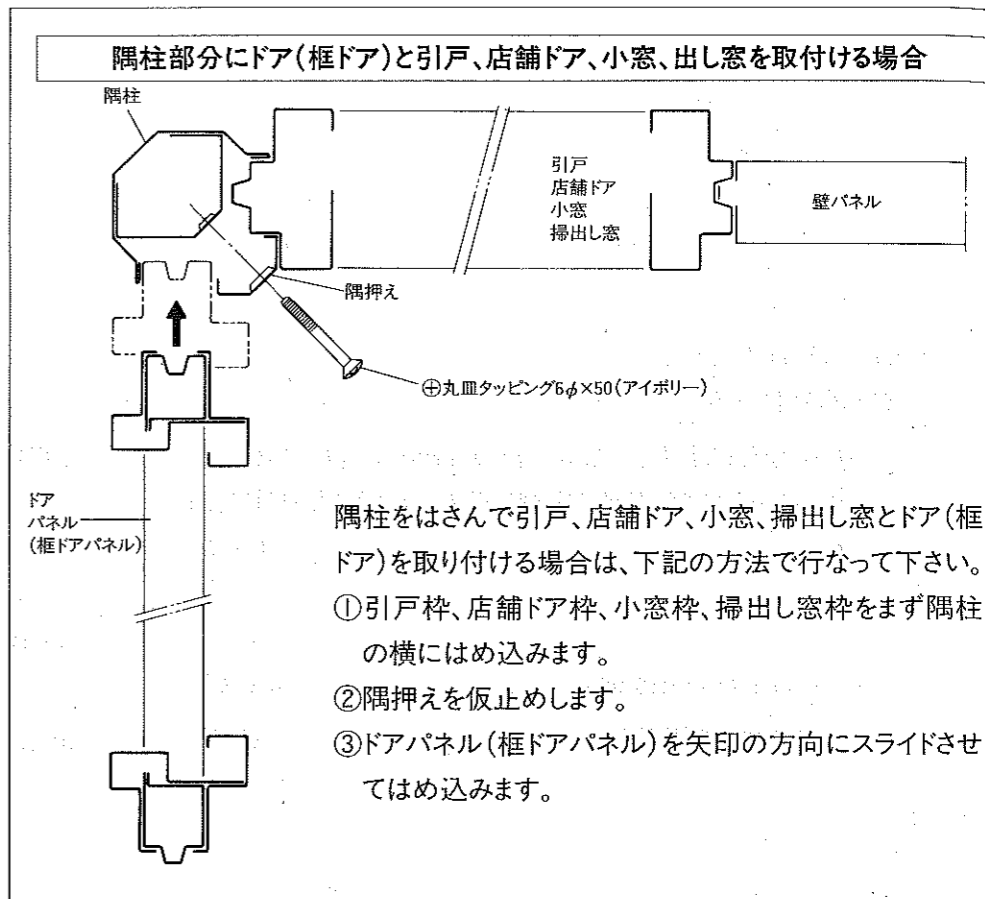 隅柱部分にドア(框ドア)と引戸、店舗ドア、小窓、出し窓を取付ける場合
隅柱
引戸
店舗ドア
小窓
掃出し窓
壁パネル
隅押え
⊕丸皿タッピング6φ×50(アイボリー)
ドア
パネル
(框ドアパネル)
隅柱をはさんで引戸、店舗ドア、小窓、掃出し窓とドア(框
ドア)を取り付ける場合は、下記の方法で行なって下さい。
①引戸枠、店舗ドア枠、小窓枠、掃出し窓枠をまず隅柱
の横にはめ込みます。
②隅押えを仮止めします。
③ドアパネル(框ドアパネル)を矢印の方向にスライドさせ
てはめ込みます。